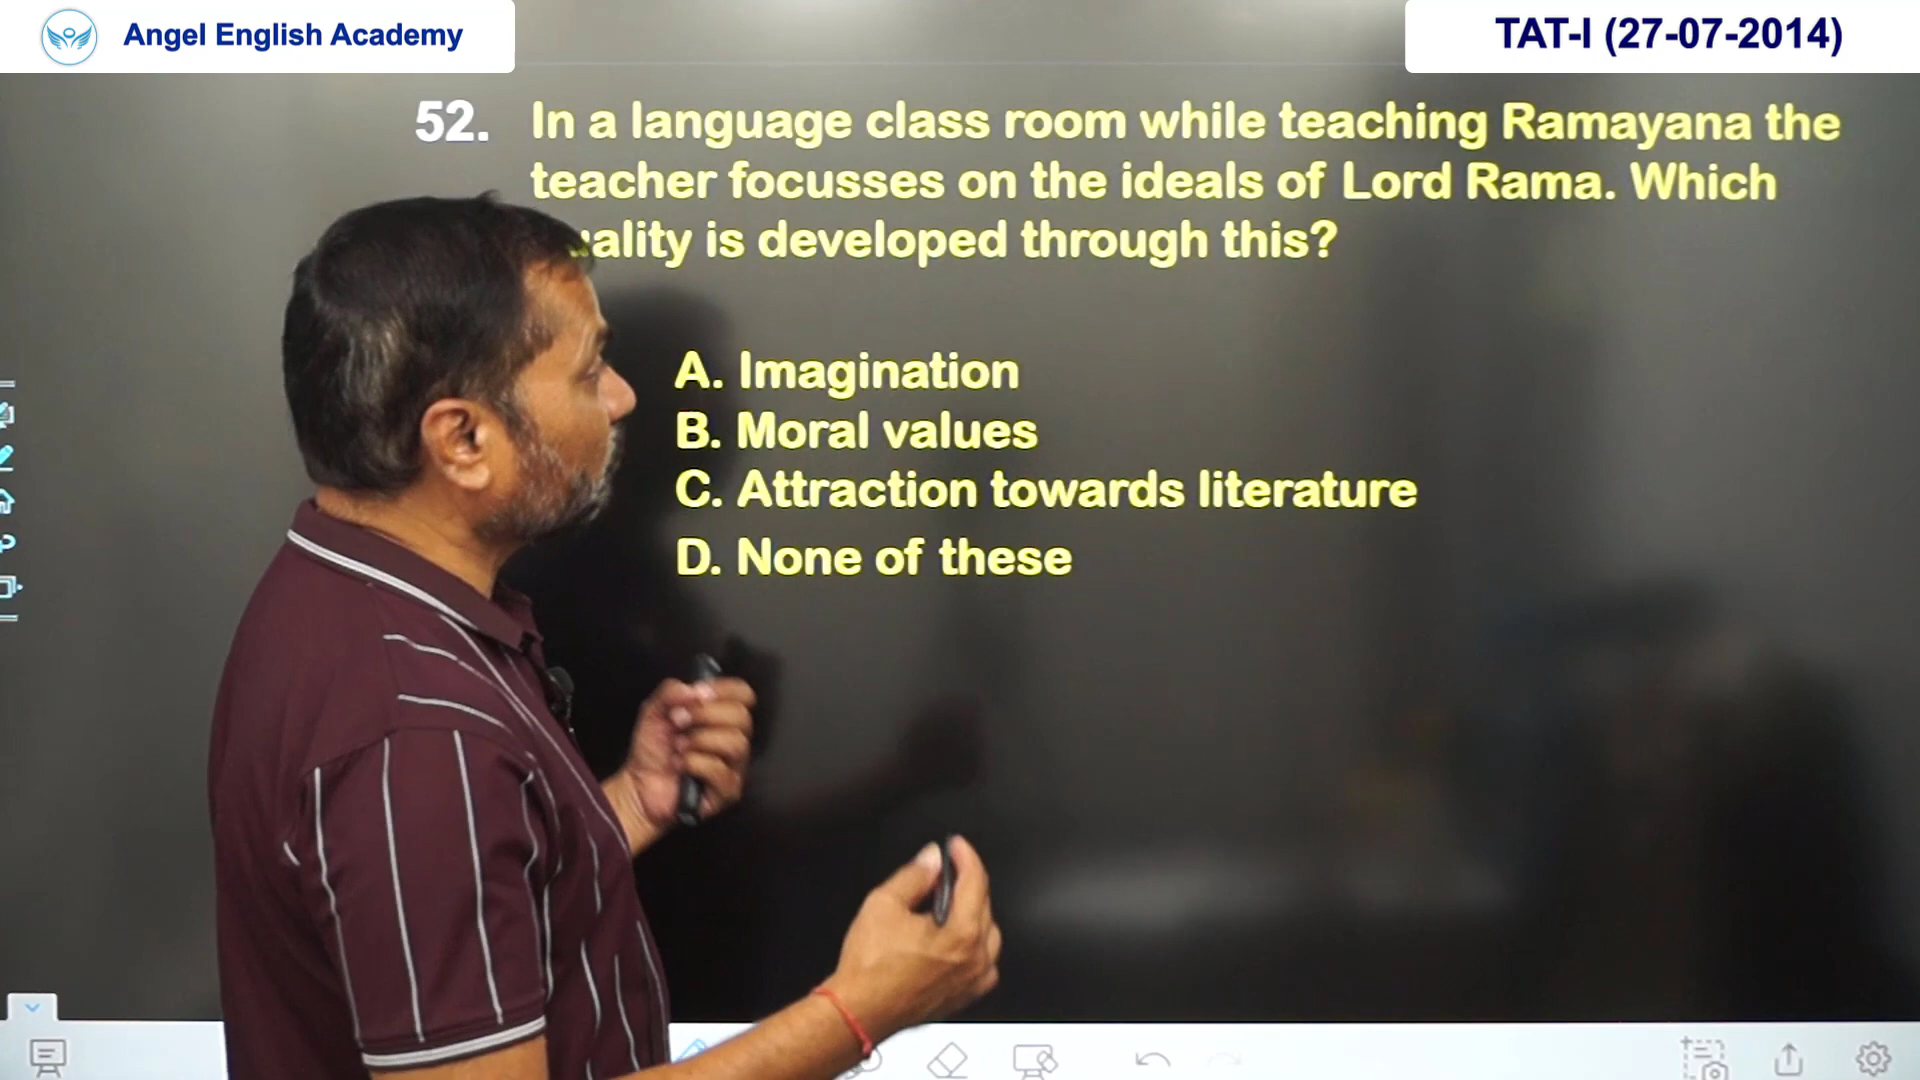 Angel English Academy
TAT-I (27-07-2014)
52. In a language class room while teaching Ramayana the
teacher focusses on the ideals of Lord Rama. Which
is developed through this?
A. Imagination
B. Moral values
C. Attraction towards literature
D. None of these